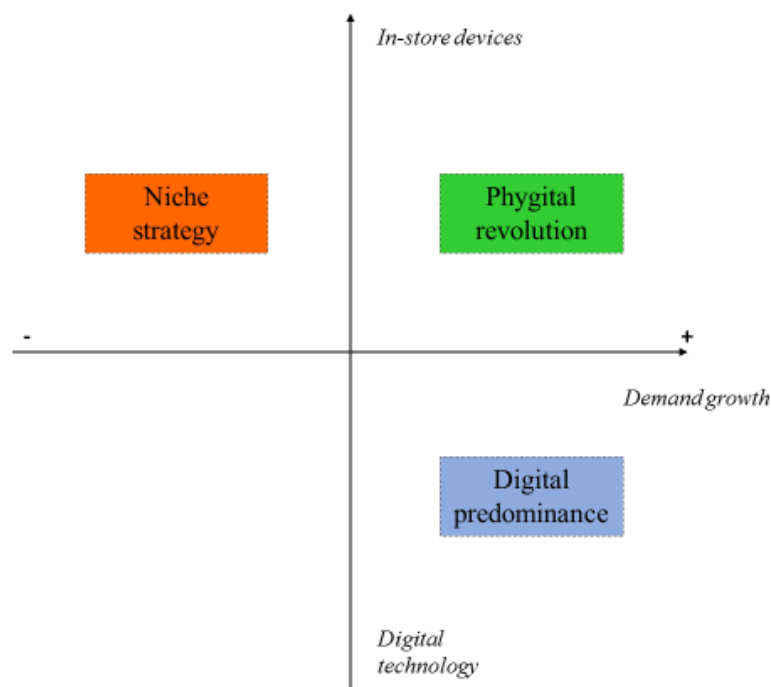 In-store devices
Niche
strategy
Phygital
revolution
-
+
Demand growth
Digital
predominance
Digital
technology